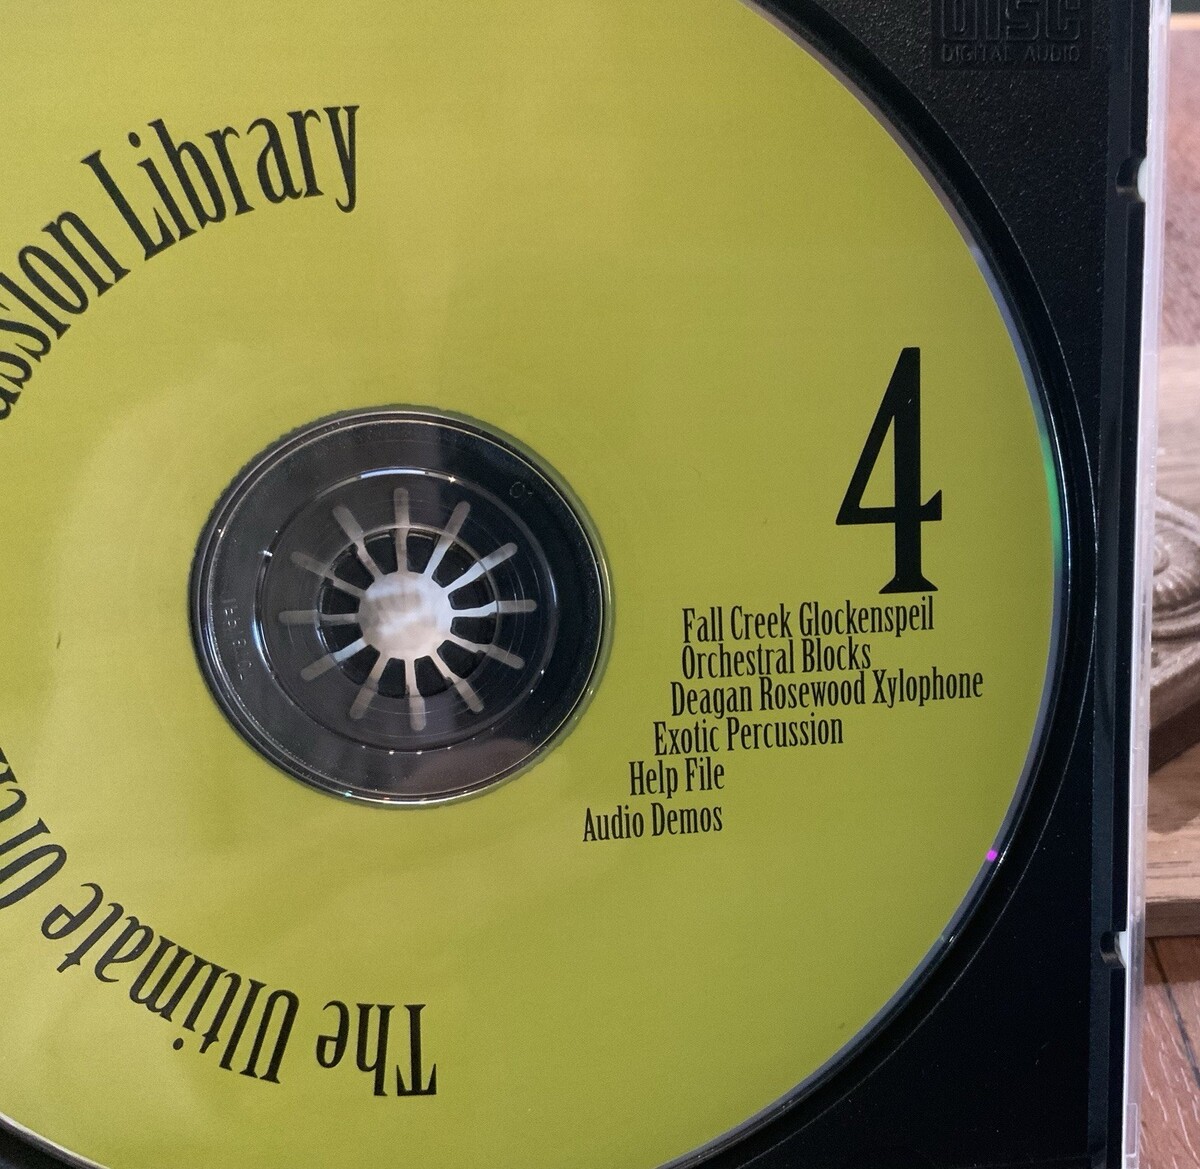 DISC
DIGITAL AUDIO
The Ultimate
Library
4
Fall Creek Glockenspeil
Orchestral Blocks
Deagan Rosewood Xylophone
Exotic Percussion
Help File
Audio Demos